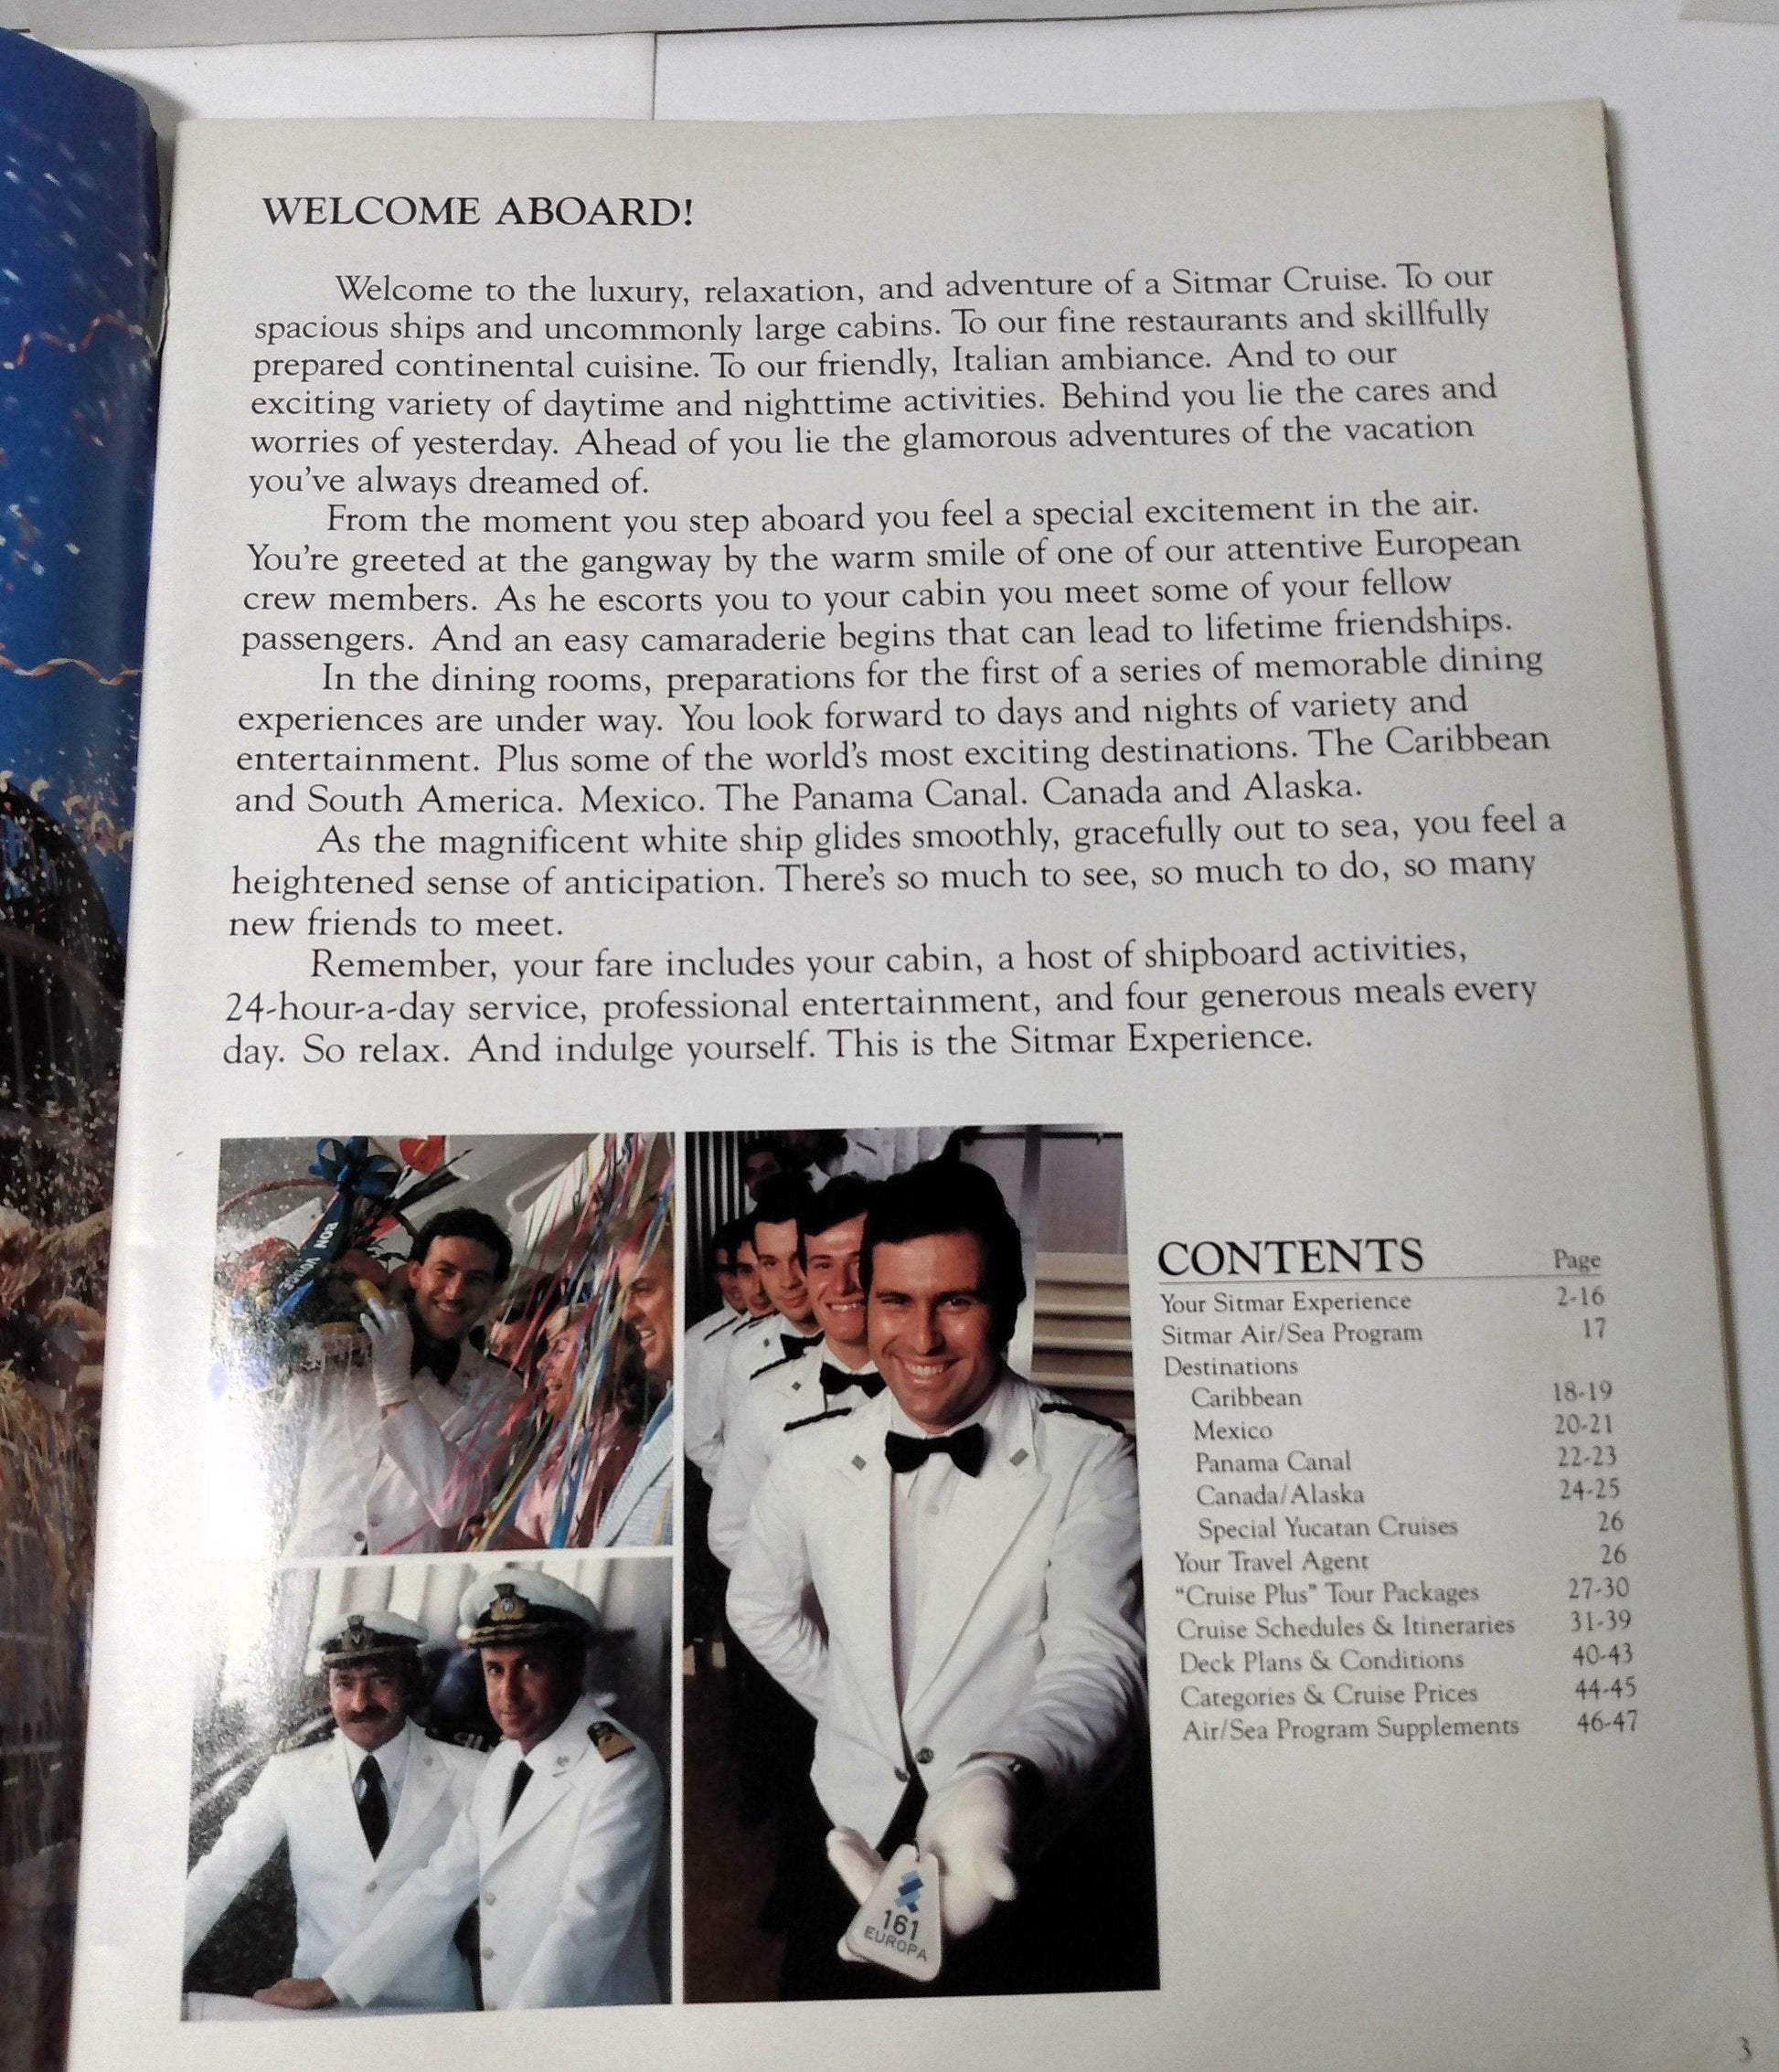 WELCOME ABOARD!
Welcome to the luxury, relaxation, and adventure of a Sitmar Cruise. To our
spacious ships and uncommonly large cabins. To our fine restaurants and skillfully
prepared continental cuisine. To our friendly, Italian ambiance. And to our
exciting variety of daytime and nighttime activities. Behind you lie the cares and
worries of yesterday. Ahead of you lie the glamorous adventures of the vacation
you've always dreamed of.
From the moment you step aboard you feel a special excitement in the air.
You're greeted at the gangway by the warm smile of one of our attentive European
crew members. As he escorts you to your cabin you meet some of your fellow
passengers. And an easy camaraderie begins that can lead to lifetime friendships.
In the dining rooms, preparations for the first of a series of memorable dining
experiences are under way. You look forward to days and nights of variety and
entertainment. Plus some of the world's most exciting destinations. The Caribbean
and South America. Mexico. The Panama Canal. Canada and Alaska.
As the magnificent white ship glides smoothly, gracefully out to sea, you feel a
heightened sense of anticipation. There's so much to see, so much to do, so many
new friends to meet.
Remember, your fare includes your cabin, a host of shipboard activities,
24-hour-a-day service, professional entertainment, and four generous meals every
day. So relax. And indulge yourself. This is the Sitmar Experience.
BON VOYAGE
161
EUROPA
CONTENTS Page
Your Sitmar Experience 2-16
Sitmar Air/Sea Program 17
Destinations
Caribbean 18-19
Mexico 20-21
Panama Canal 22-23
Canada/Alaska 24-25
Special Yucatan Cruises 26
Your Travel Agent 26
"Cruise Plus" Tour Packages 27-30
Cruise Schedules & Itineraries 31-39
Deck Plans & Conditions 40-43
Categories & Cruise Prices 44-45
Air/Sea Program Supplements 46-47
3